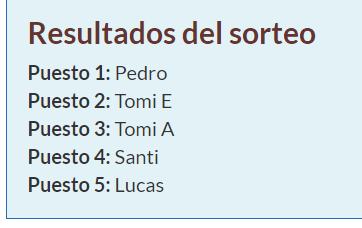 Resultados del sorteo
Puesto 1: Pedro
Puesto 2: Tomi E
Puesto 3: Tomi A
Puesto 4: Santi
Puesto 5: Lucas